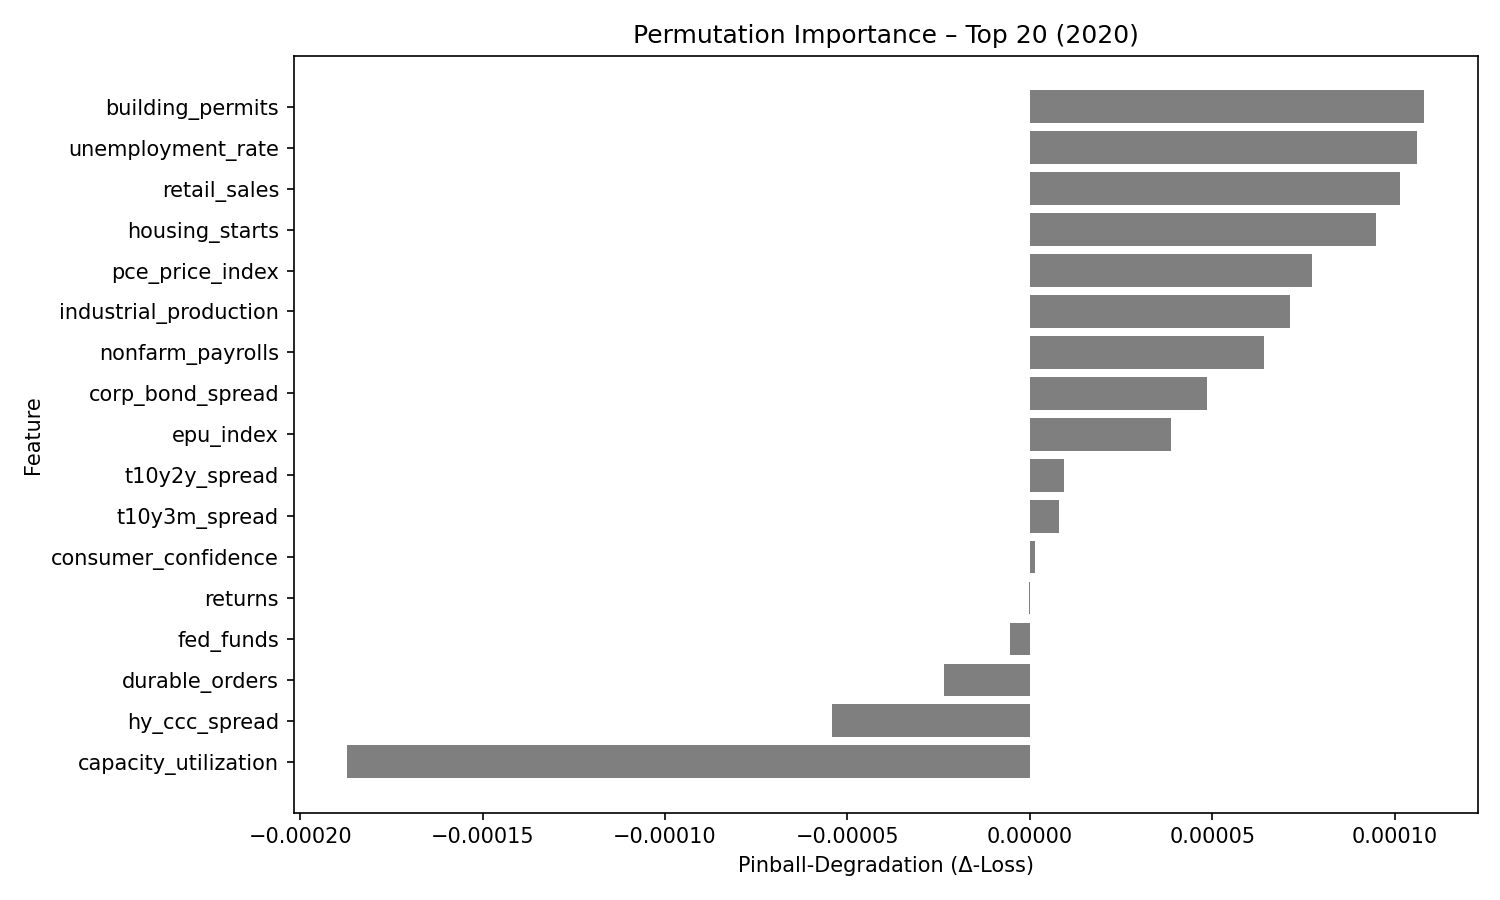 Permutation Importance – Top 20 (2020)
building_permits
unemployment_rate
retail_sales
housing_starts
pce_price_index
industrial_production
nonfarm_payrolls
corp_bond_spread
epu_index
t10y2y_spread
t10y3m_spread
consumer_confidence
returns
fed_funds
durable_orders
hy_ccc_spread
capacity_utilization
Feature
−0.00020 −0.00015 −0.00010 −0.00005 0.00000 0.00005 0.00010
Pinball-Degradation (Δ-Loss)